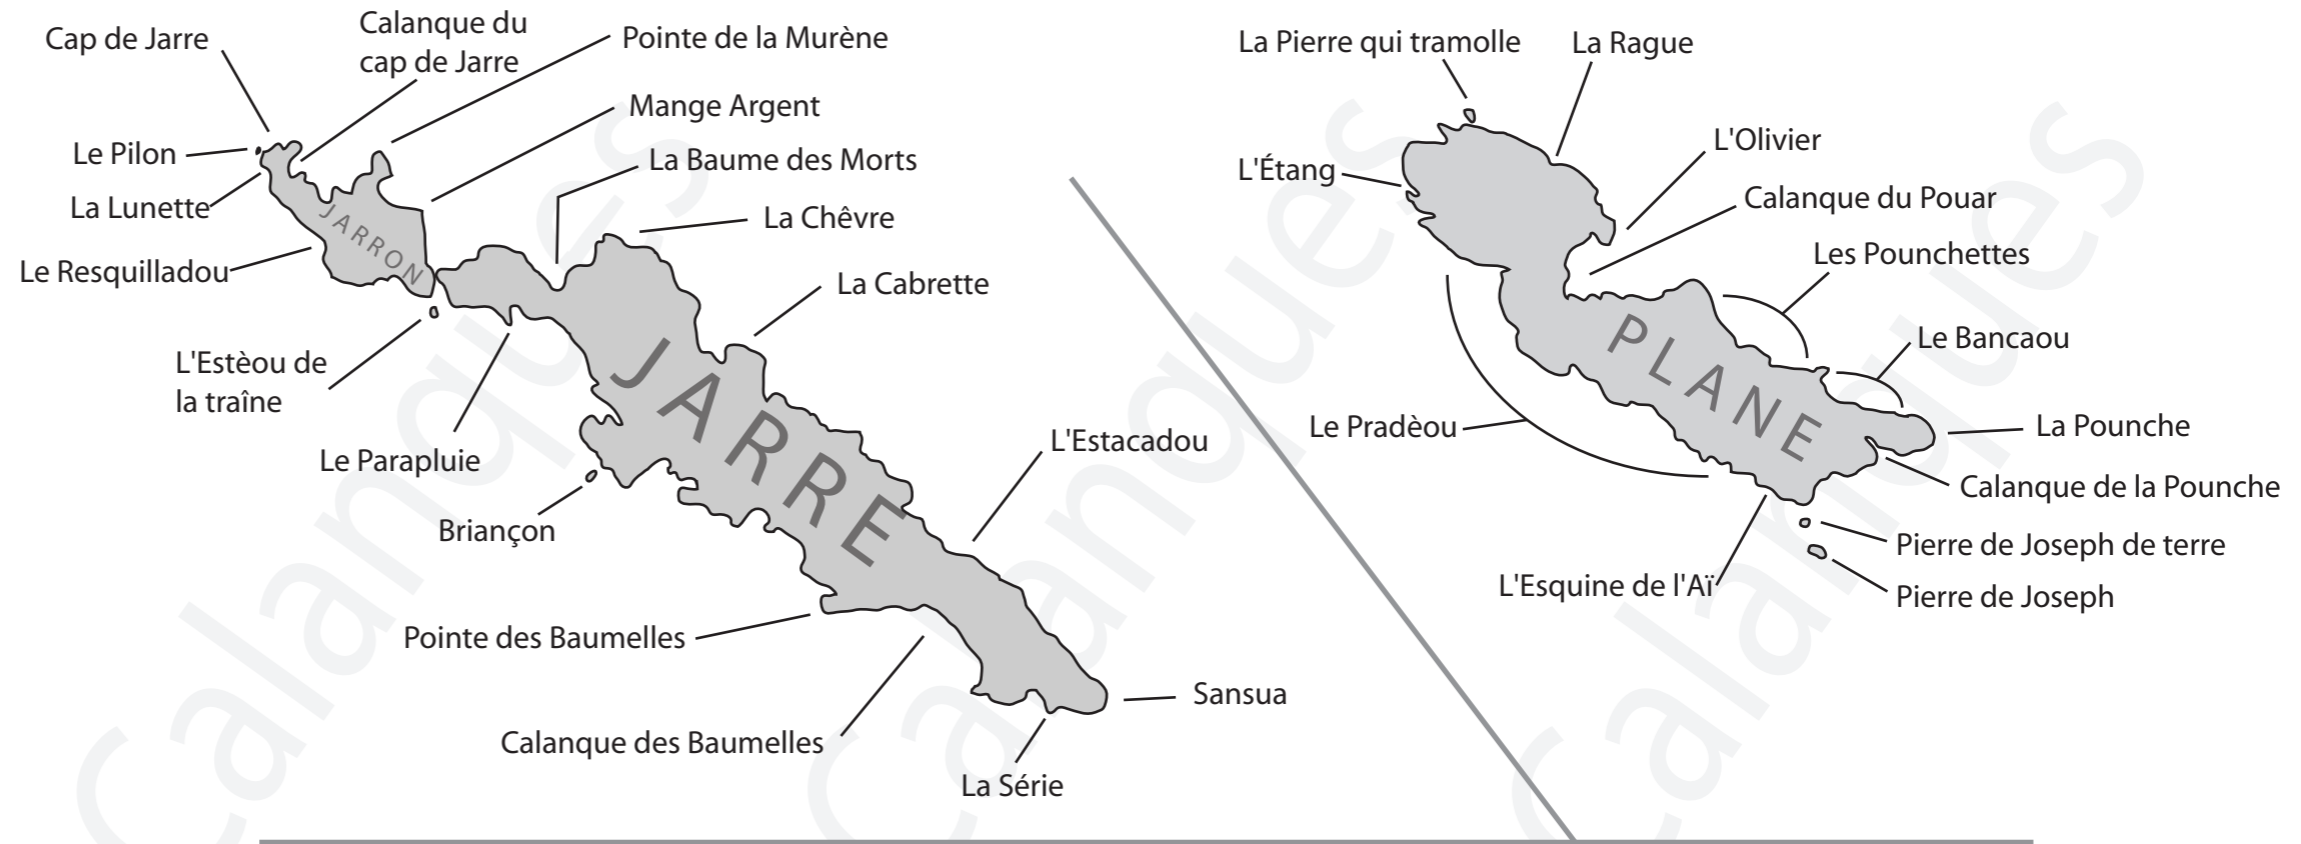 Cap de Jarre
Calanque du
cap de Jarre
Pointe de la Murène
Mange Argent
Le Pilon
La Baume des Morts
La Lunette
La Chêvre
JARRON
Le Resquilladou
La Cabrette
L'Estèou de
la traîne
JARRE
Le Parapluie
L'Estacadou
Briançon
Pointe des Baumelles
Sansua
Calanque des Baumelles
La Série
La Pierre qui tramolle
La Rague
L'Olivier
L'Étang
Calanque du Pouar
Les Pounchettes
PLANE
Le Bancaou
Le Pradèou
La Pounche
Calanque de la Pounche
Pierre de Joseph de terre
L'Esquine de l'Aï
Pierre de Joseph
Calanques
Calanques
Calanques